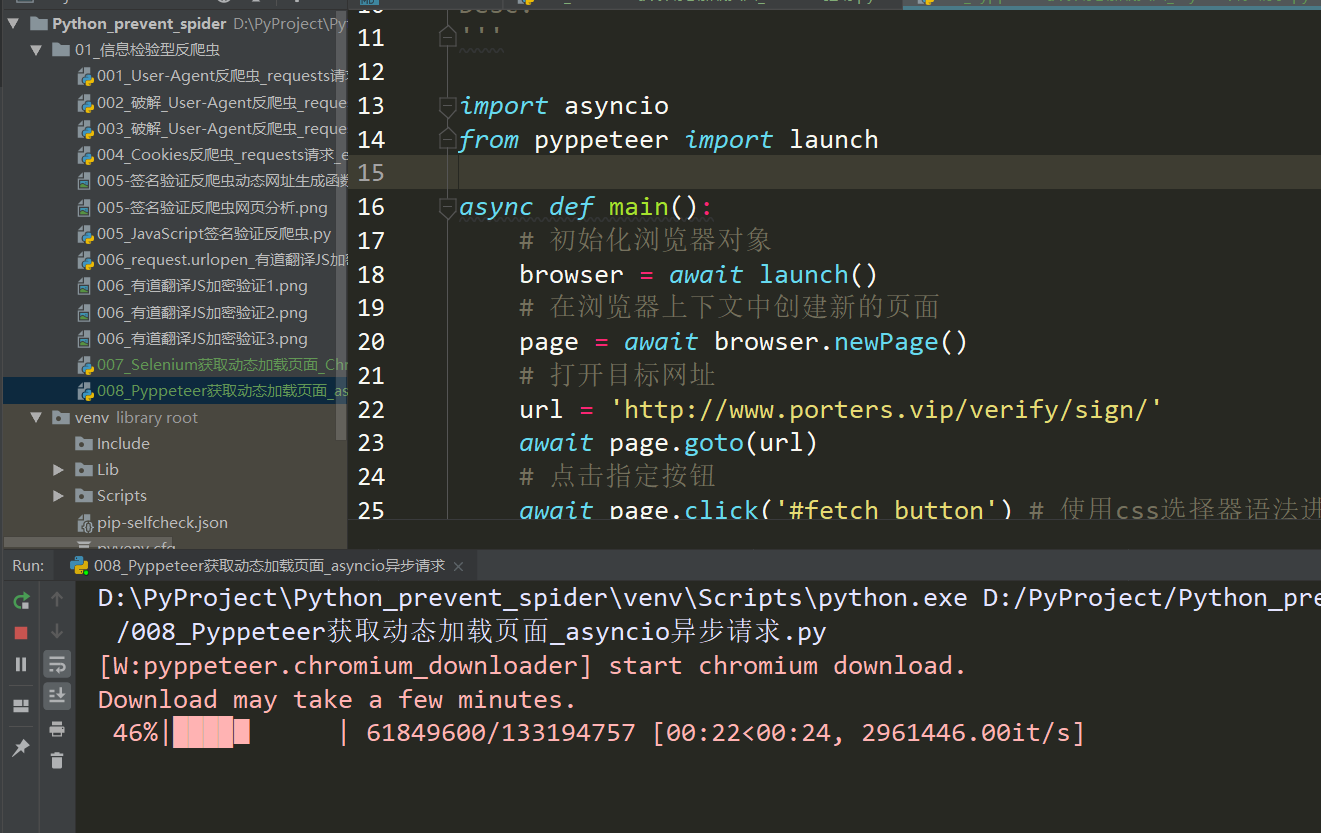 Python_prevent_spider D:\PyProject\Py
01_信息检验型反爬虫
001_User-Agent反爬虫_requests请
002_破解_User-Agent反爬虫_reque
003_破解_User-Agent反爬虫_reque
004_Cookies反爬虫_requests请求_e
005-签名验证反爬虫动态网址生成函数
005-签名验证反爬虫网页分析.png
005_JavaScript签名验证反爬虫.py
006_request.urlopen_有道翻译JS加密
006_有道翻译JS加密验证1.png
006_有道翻译JS加密验证2.png
006_有道翻译JS加密验证3.png
007_Selenium获取动态加载页面_Chr
008_Pyppeteer获取动态加载页面_as
venv library root
Include
Lib
Scripts
pip-selfcheck.json
pyvenv.cfg
11 '''
12
13 import asyncio
14 from pyppeteer import launch
15
16 async def main():
17 # 初始化浏览器对象
18 browser = await launch()
19 # 在浏览器上下文中创建新的页面
20 page = await browser.newPage()
21 # 打开目标网址
22 url = 'http://www.porters.vip/verify/sign/'
23 await page.goto(url)
24 # 点击指定按钮
25 await page.click('#fetch_button') # 使用css选择器语法进
Run: 008_Pyppeteer获取动态加载页面_asyncio异步请求 ×
D:\PyProject\Python_prevent_spider\venv\Scripts\python.exe D:/PyProject/Python_pre
/008_Pyppeteer获取动态加载页面_asyncio异步请求.py
[W:pyppeteer.chromium_downloader] start chromium download.
Download may take a few minutes.
46%|████▋     | 61849600/133194757 [00:22<00:24, 2961446.00it/s]